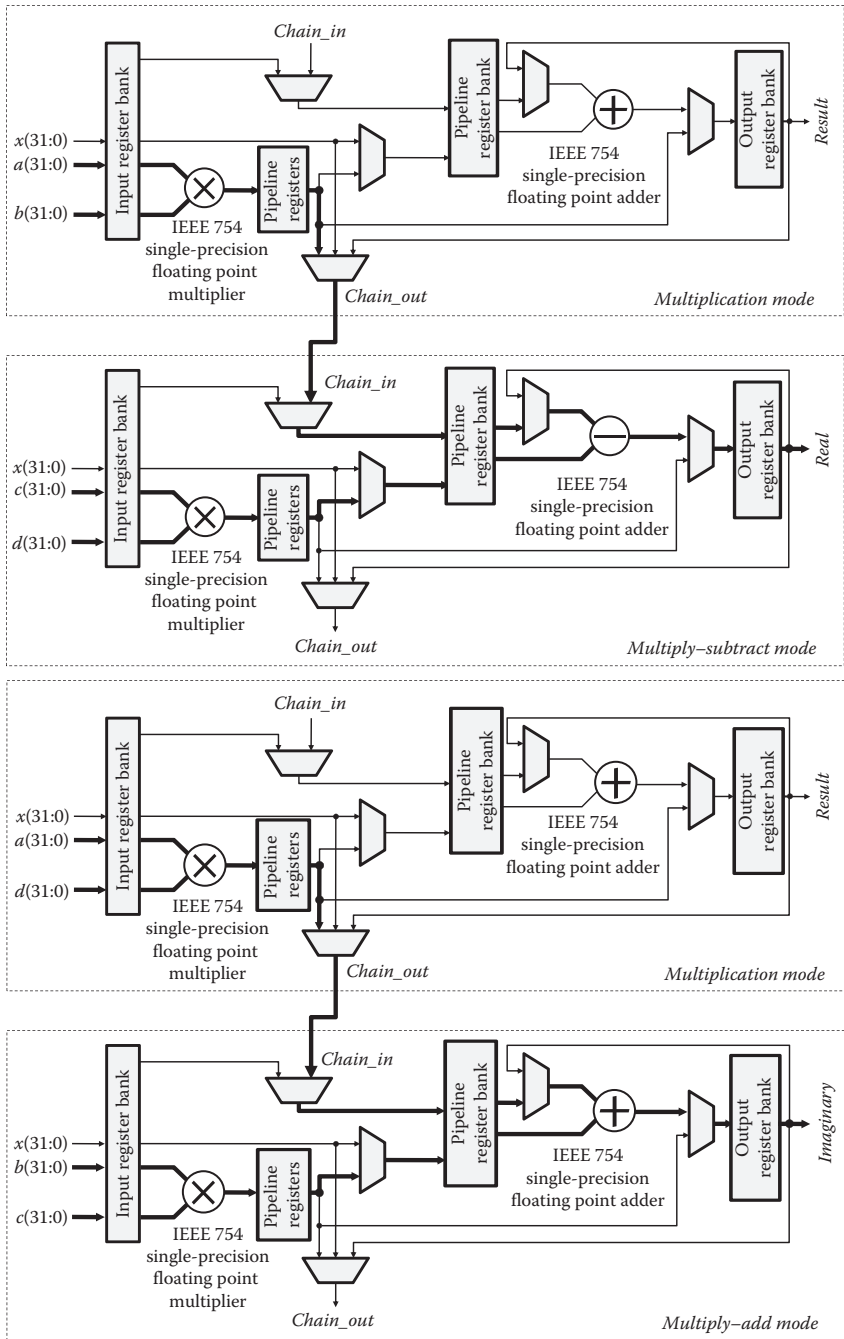 Chain_in
Input register bank
Pipeline
register bank
Output
register bank
Result
x(31:0)
a(31:0)
b(31:0)
Pipeline
registers
IEEE 754
single-precision
floating point
multiplier
IEEE 754
single-precision
floating point adder
Chain_out
Multiplication mode
Chain_in
Input register bank
Pipeline
register bank
Output
register bank
Real
x(31:0)
c(31:0)
d(31:0)
Pipeline
registers
IEEE 754
single-precision
floating point
multiplier
IEEE 754
single-precision
floating point adder
Chain_out
Multiply–subtract mode
Chain_in
Input register bank
Pipeline
register bank
Output
register bank
Result
x(31:0)
a(31:0)
d(31:0)
Pipeline
registers
IEEE 754
single-precision
floating point
multiplier
IEEE 754
single-precision
floating point adder
Chain_out
Multiplication mode
Chain_in
Input register bank
Pipeline
register bank
Output
register bank
Imaginary
x(31:0)
b(31:0)
c(31:0)
Pipeline
registers
IEEE 754
single-precision
floating point
multiplier
IEEE 754
single-precision
floating point adder
Chain_out
Multiply–add mode